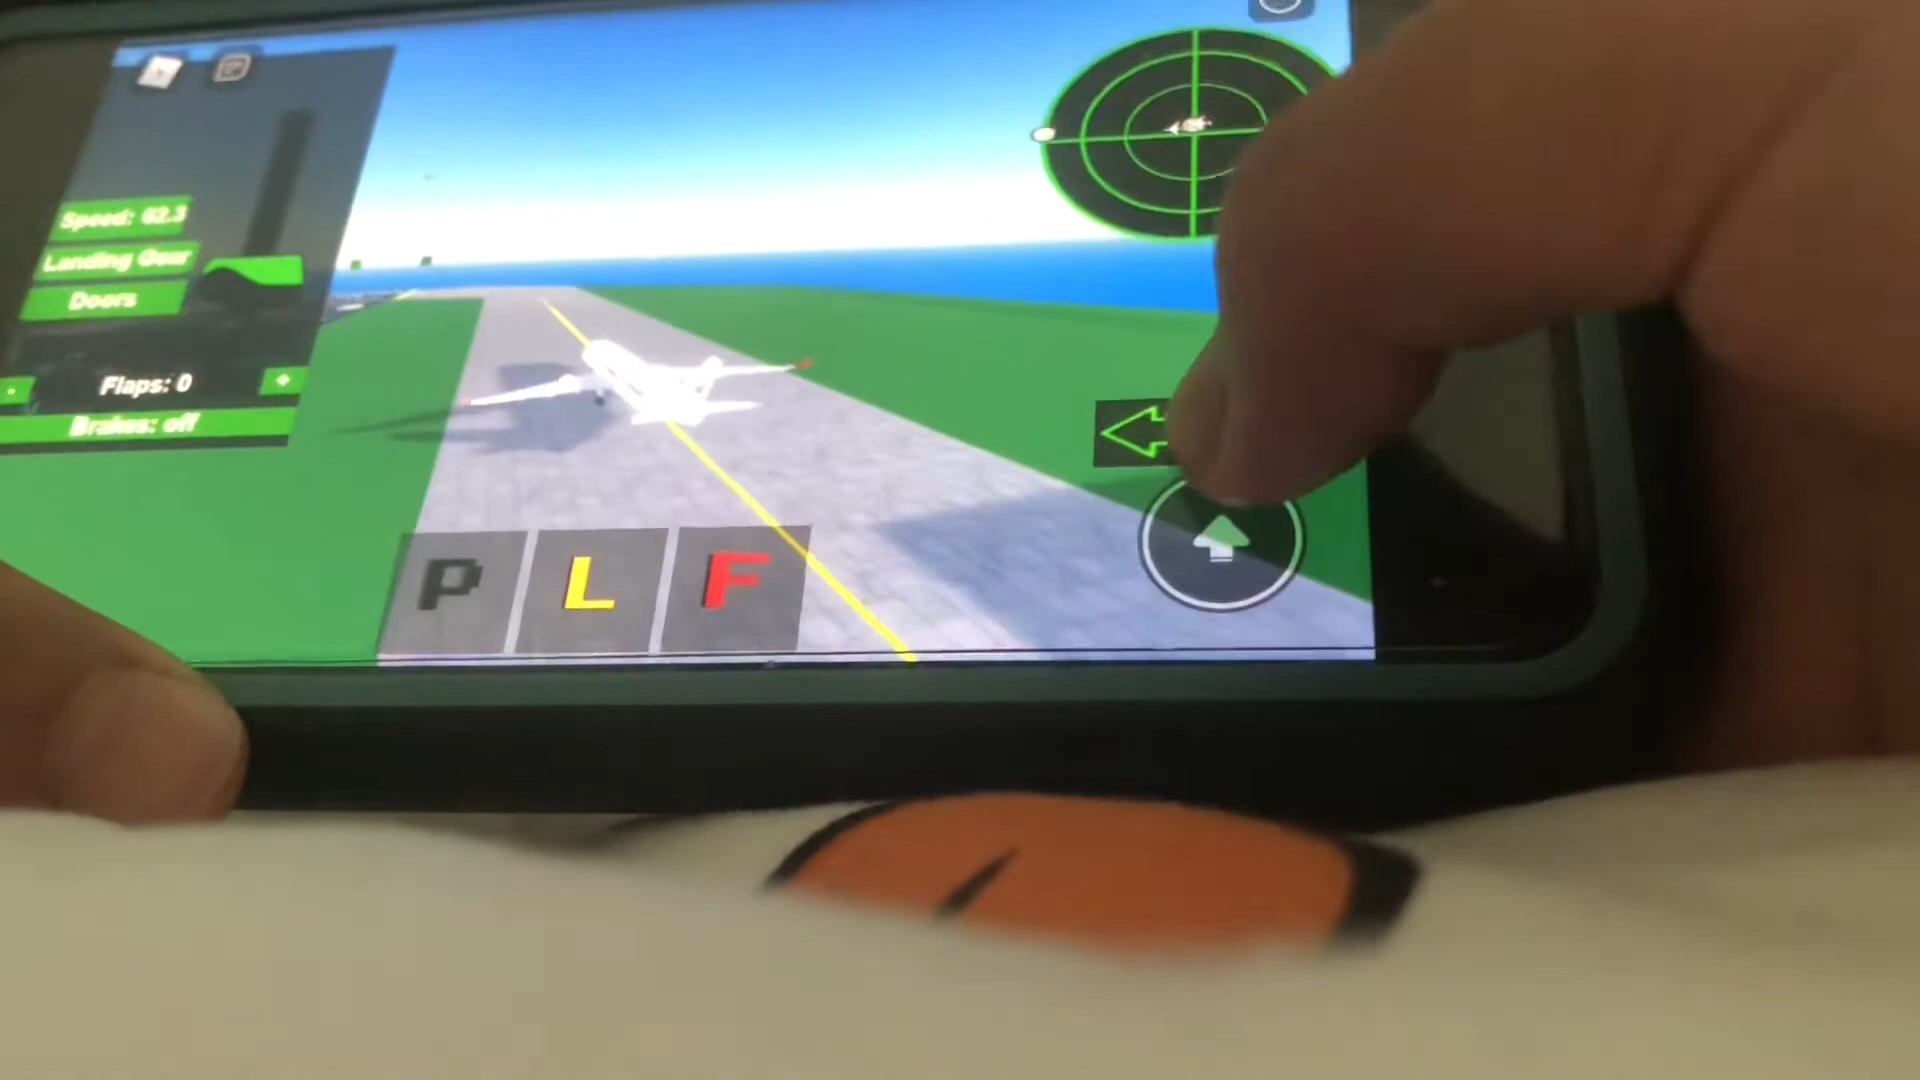 Speed: 62.3
Landing Gear
Doors
- Flaps: 0 +
Brakes: off
P L F